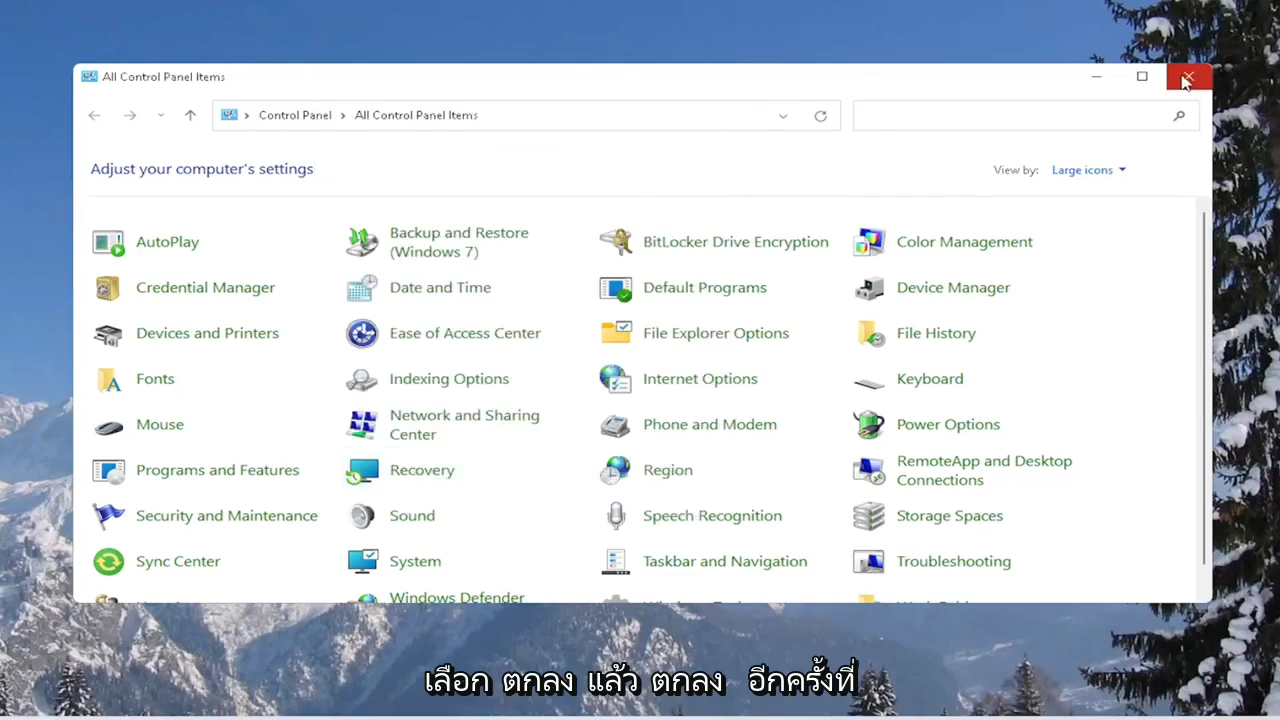 All Control Panel Items
Control Panel > All Control Panel Items
Adjust your computer's settings
View by: Large icons
AutoPlay
Backup and Restore
(Windows 7)
BitLocker Drive Encryption
Color Management
Credential Manager
Date and Time
Default Programs
Device Manager
Devices and Printers
Ease of Access Center
File Explorer Options
File History
Fonts
Indexing Options
Internet Options
Keyboard
Mouse
Network and Sharing
Center
Phone and Modem
Power Options
Programs and Features
Recovery
Region
RemoteApp and Desktop
Connections
Security and Maintenance
Sound
Speech Recognition
Storage Spaces
Sync Center
System
Taskbar and Navigation
Troubleshooting
Windows Defender
เลือก ตกลง แล้ว ตกลง อีกครั้งที่